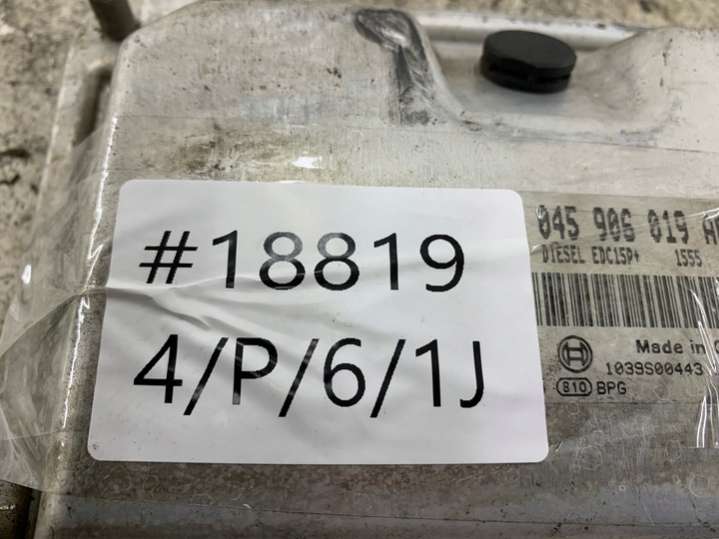 #18819
4/P/6/1J
045 906 019
DIESEL EDC15P+ 1555
Made in
1039S00443
810 BPG